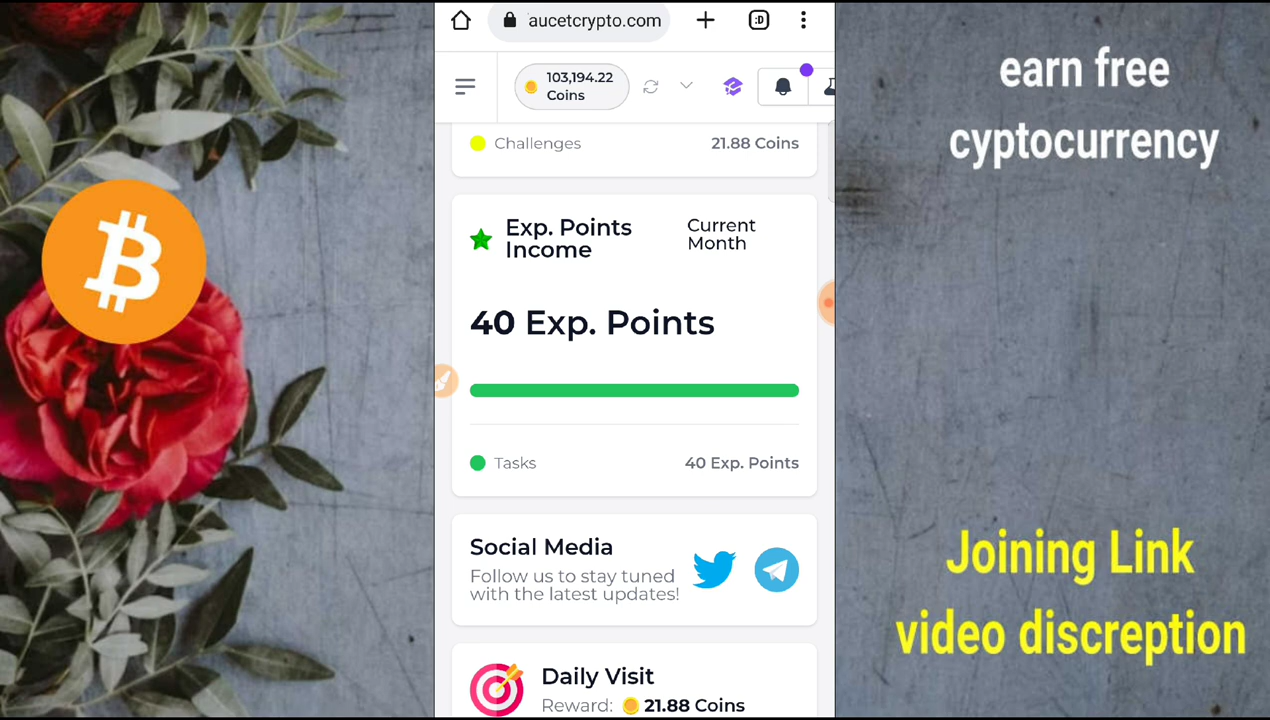 aucetcrypto.com
:D
103,194.22
Coins
Challenges
21.88 Coins
Exp. Points
Income
Current
Month
40 Exp. Points
Tasks
40 Exp. Points
Social Media
Follow us to stay tuned
with the latest updates!
Daily Visit
Reward: 21.88 Coins
earn free
cyptocurrency
Joining Link
video discreption